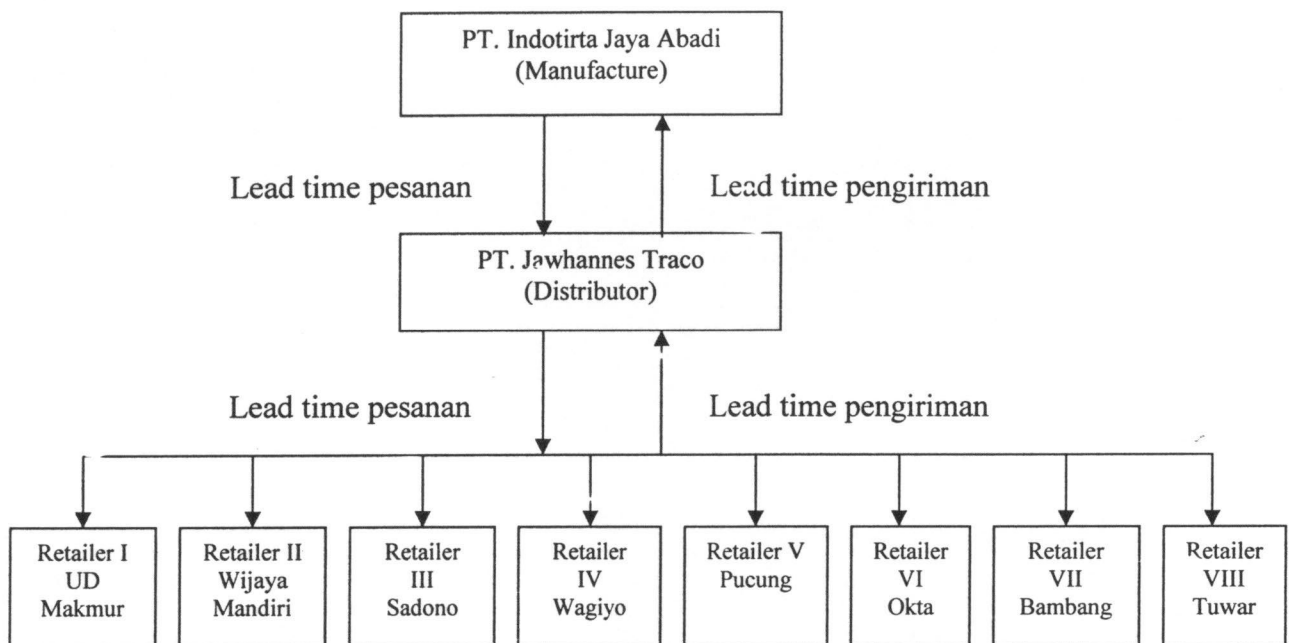 PT. Indotirta Jaya Abadi
(Manufacture)
Lead time pesanan
Lead time pengiriman
PT. Jawhannes Traco
(Distributor)
Lead time pesanan
Lead time pengiriman
Retailer I
UD
Makmur
Retailer II
Wijaya
Mandiri
Retailer
III
Sadono
Retailer
IV
Wagiyo
Retailer V
Pucung
Retailer
VI
Okta
Retailer
VII
Bambang
Retailer
VIII
Tuwar